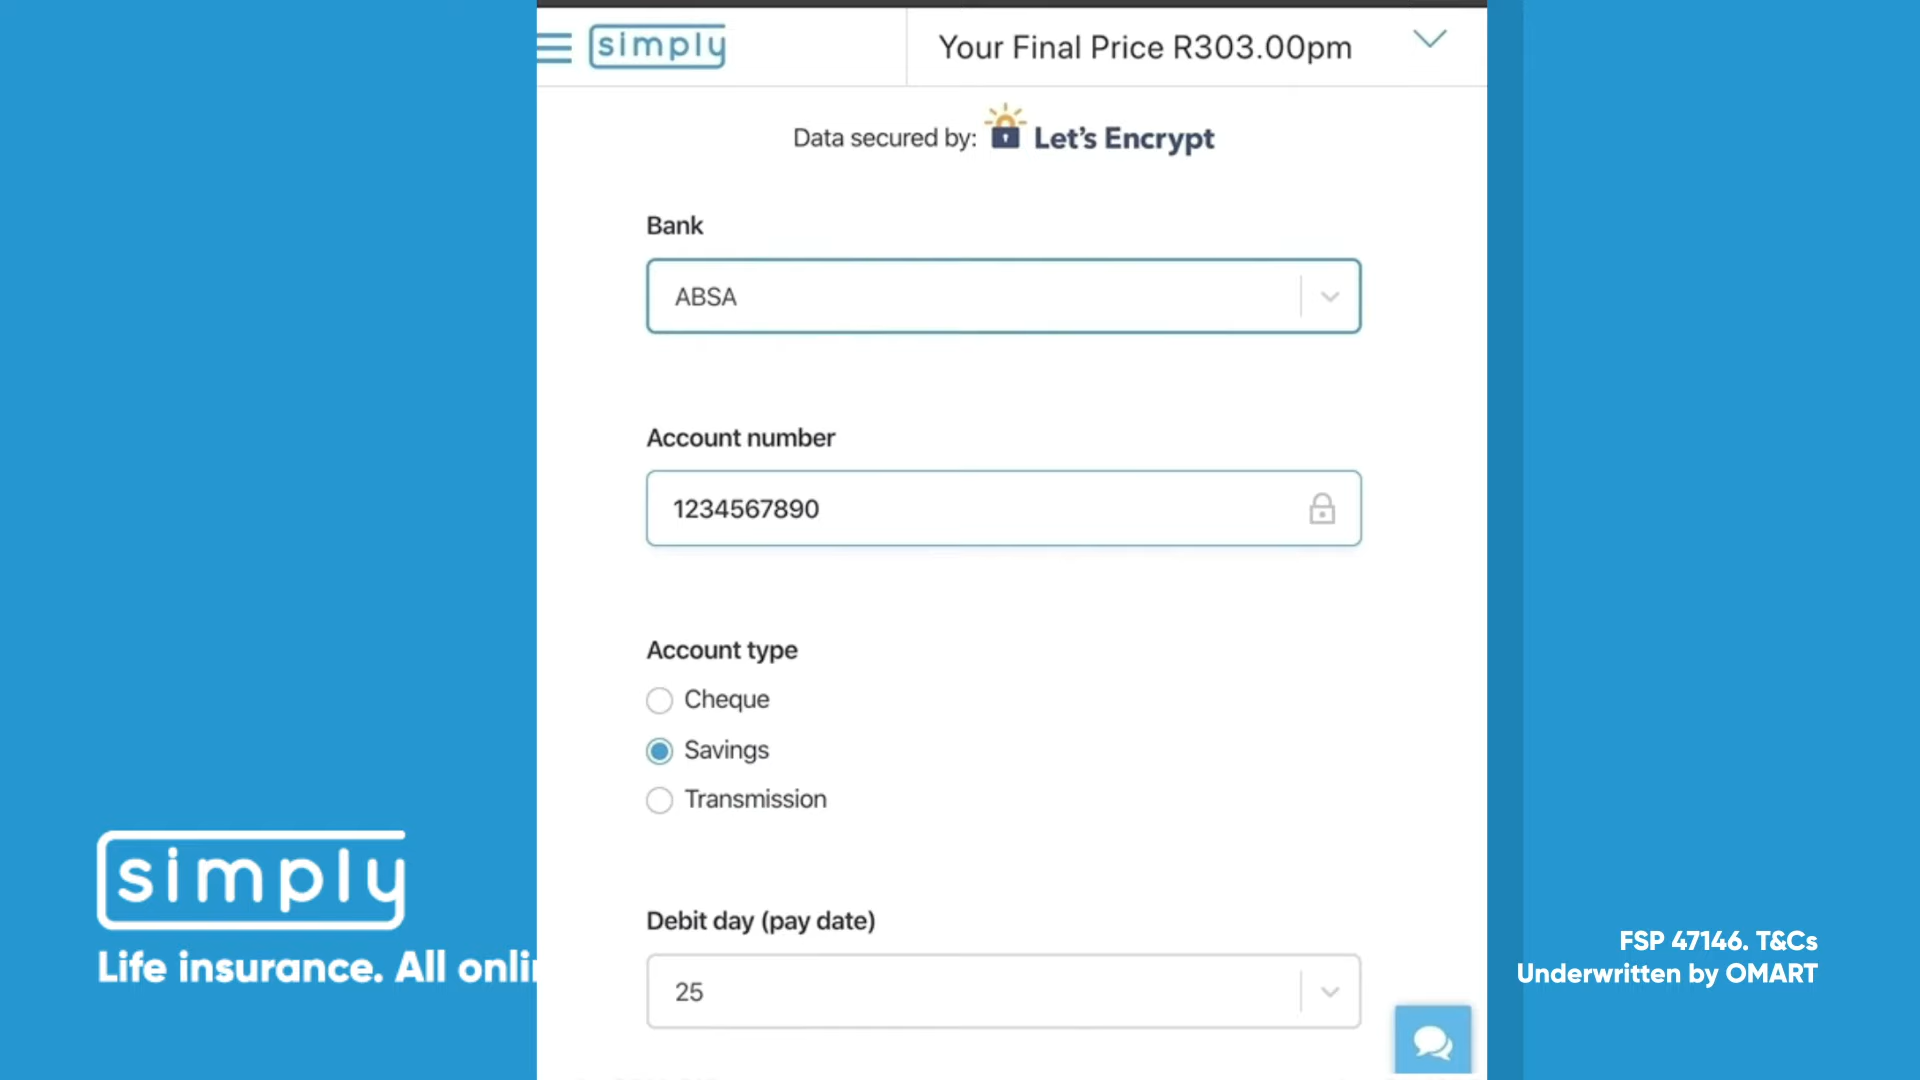 simply
Your Final Price R303.00pm
Data secured by: Let's Encrypt
Bank
ABSA
Account number
1234567890
Account type
Cheque
Savings
Transmission
Debit day (pay date)
25
simply
Life insurance. All onli
FSP 47146. T&Cs
Underwritten by OMART